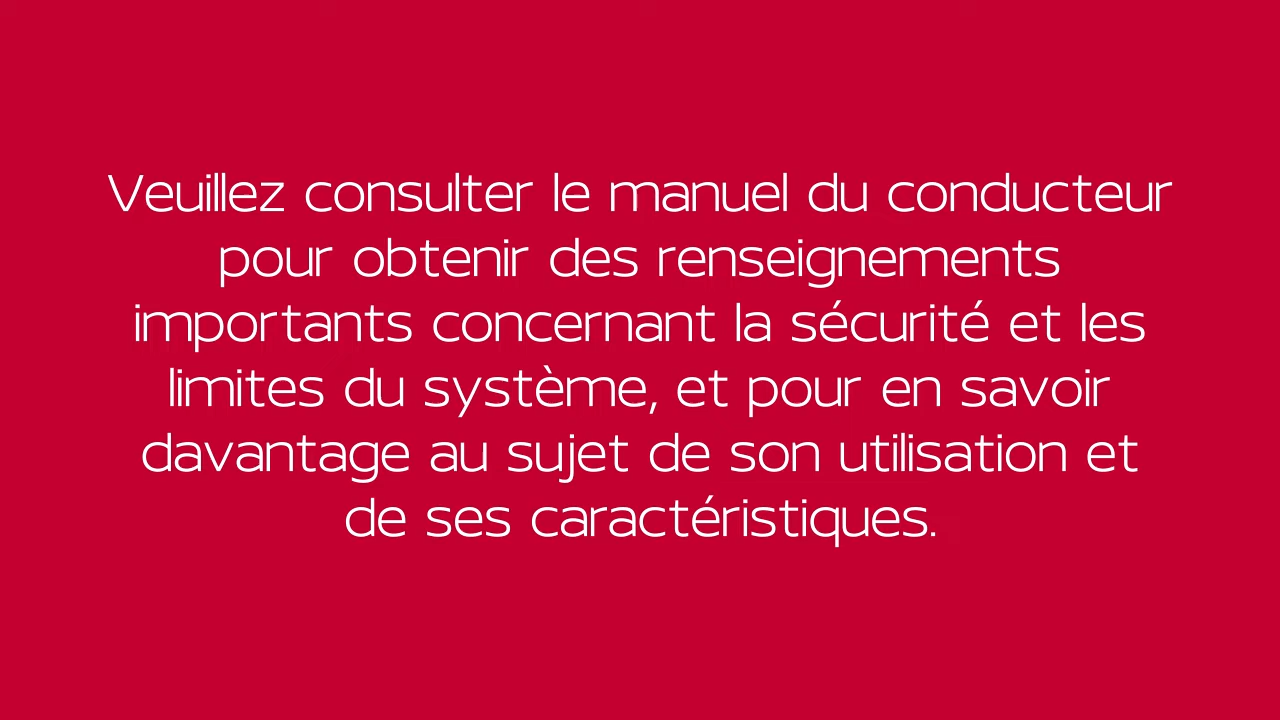 Veuillez consulter le manuel du conducteur
pour obtenir des renseignements
importants concernant la sécurité et les
limites du système, et pour en savoir
davantage au sujet de son utilisation et
de ses caractéristiques.